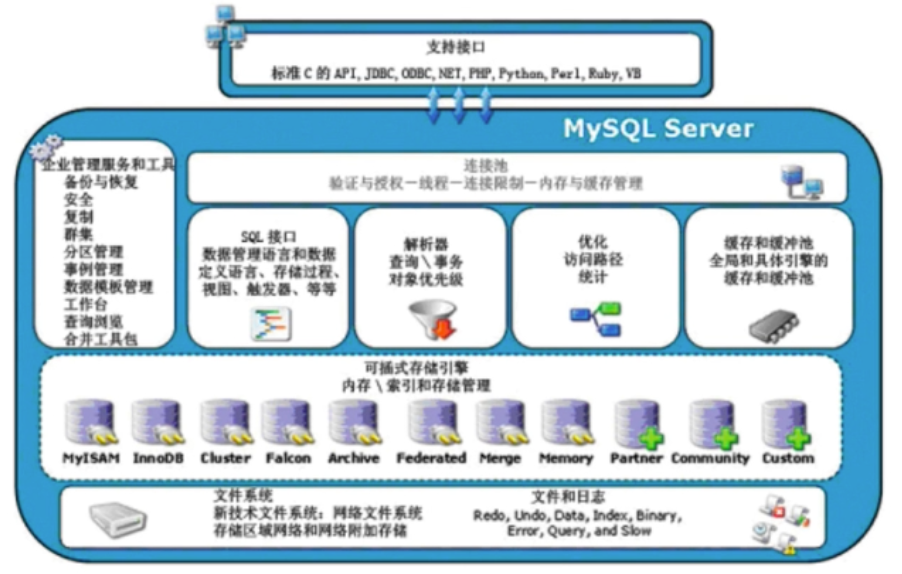 支持接口
标准C的API, JDBC, ODBC, NET, PHP, Python, Perl, Ruby, VB
MySQL Server
企业管理服务和工具
备份与恢复
安全
复制
群集
分区管理
事例管理
数据模板管理
工作台
查询浏览
合并工具包
连接池
验证与授权－线程－连接限制－内存与缓存管理
SQL 接口
数据管理语言和数据
定义语言、存储过程、
视图、触发器、等等
解析器
查询\事务
对象优先级
优化
访问路径
统计
缓存和缓冲池
全局和具体引擎的
缓存和缓冲池
可插式存储引擎
内存\索引和存储管理
MyISAM InnoDB Cluster Falcon Archive Federated Merge Memory Partner Community Custom
文件系统
新技术文件系统：网络文件系统
存储区域网络和网络附加存储
文件和日志
Redo, Undo, Data, Index, Binary,
Error, Query, and Slow